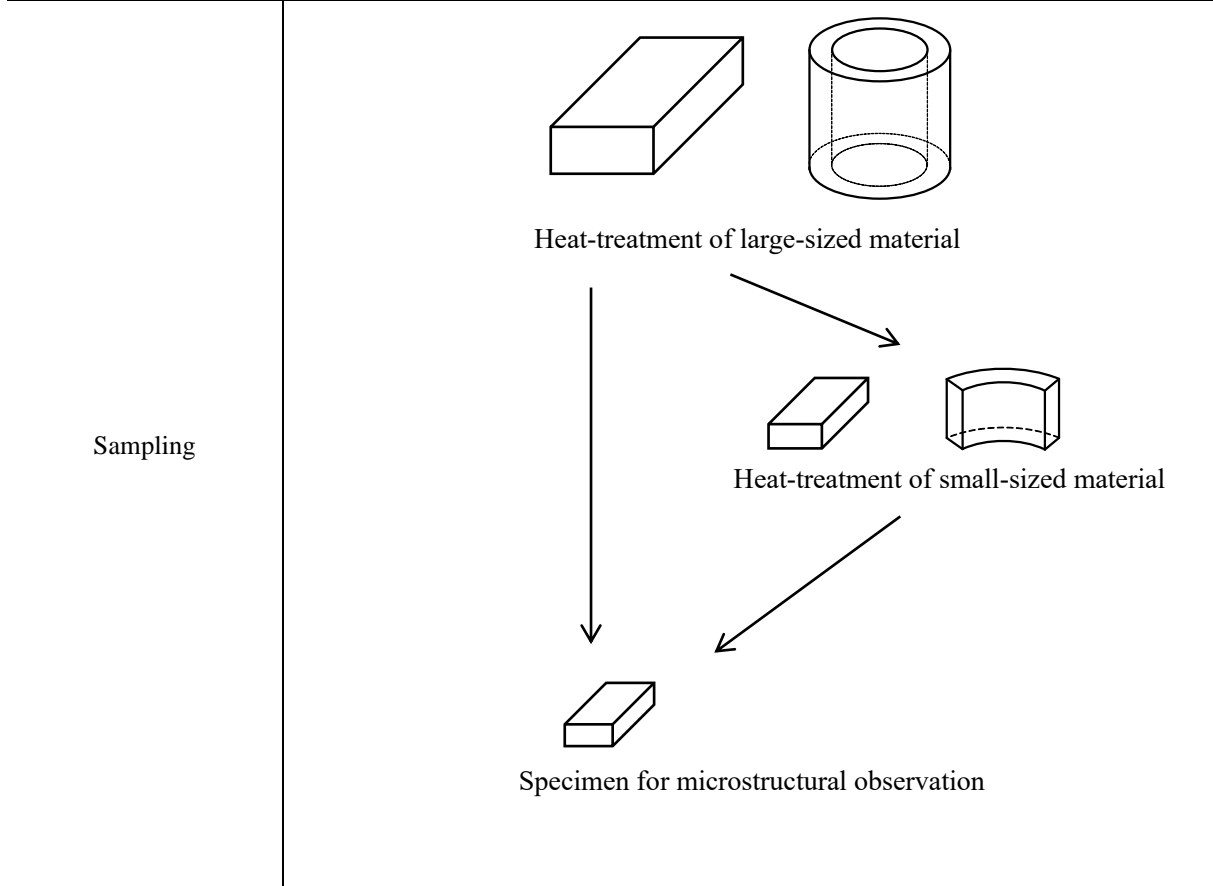 Heat-treatment of large-sized material
Sampling
Heat-treatment of small-sized material
Specimen for microstructural observation